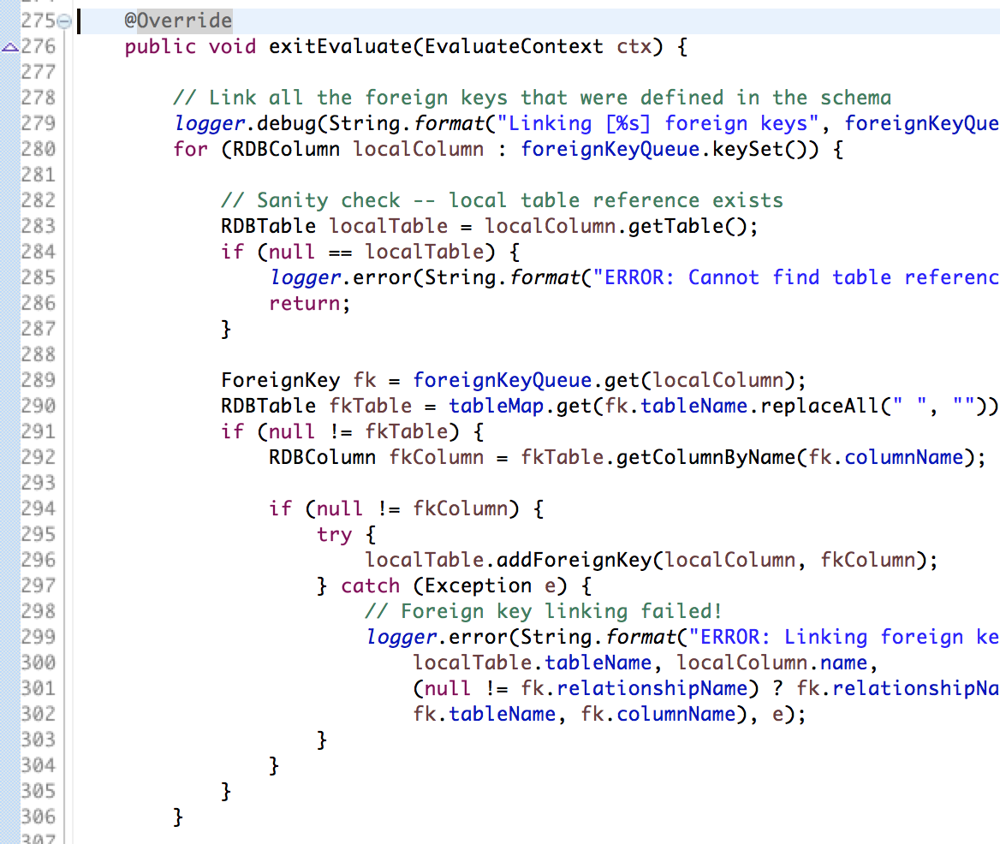 275 @Override
276 public void exitEvaluate(EvaluateContext ctx) {
277
278 // Link all the foreign keys that were defined in the schema
279 logger.debug(String.format("Linking [%s] foreign keys", foreignKeyQue
280 for (RDBColumn localColumn : foreignKeyQueue.keySet()) {
281
282 // Sanity check -- local table reference exists
283 RDBTable localTable = localColumn.getTable();
284 if (null == localTable) {
285 logger.error(String.format("ERROR: Cannot find table referenc
286 return;
287 }
288
289 ForeignKey fk = foreignKeyQueue.get(localColumn);
290 RDBTable fkTable = tableMap.get(fk.tableName.replaceAll(" ", ""))
291 if (null != fkTable) {
292 RDBColumn fkColumn = fkTable.getColumnByName(fk.columnName);
293
294 if (null != fkColumn) {
295 try {
296 localTable.addForeignKey(localColumn, fkColumn);
297 } catch (Exception e) {
298 // Foreign key linking failed!
299 logger.error(String.format("ERROR: Linking foreign ke
300 localTable.tableName, localColumn.name,
301 (null != fk.relationshipName) ? fk.relationshipNa
302 fk.tableName, fk.columnName), e);
303 }
304 }
305 }
306 }
307